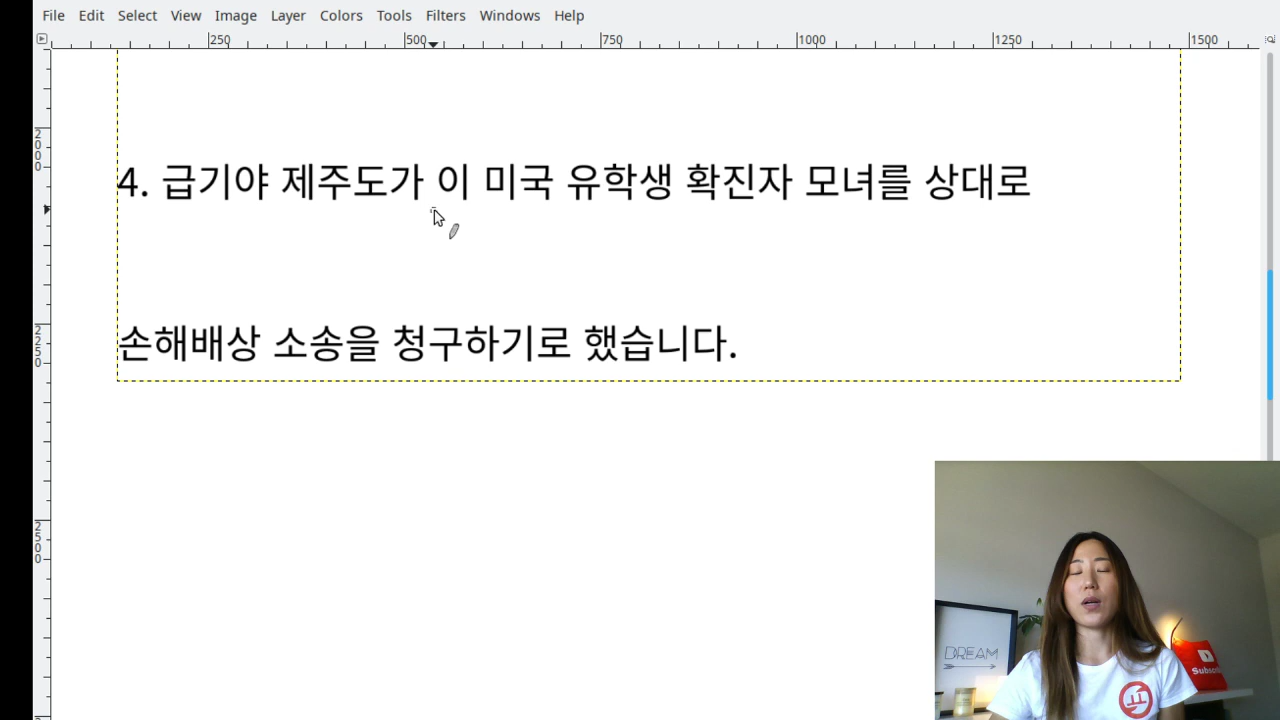 File Edit Select View Image Layer Colors Tools Filters Windows Help
250 500 750 1000 1250 1500
2000
2250
2500
4. 급기야 제주도가 이 미국 유학생 확진자 모녀를 상대로
손해배상 소송을 청구하기로 했습니다.
DREAM